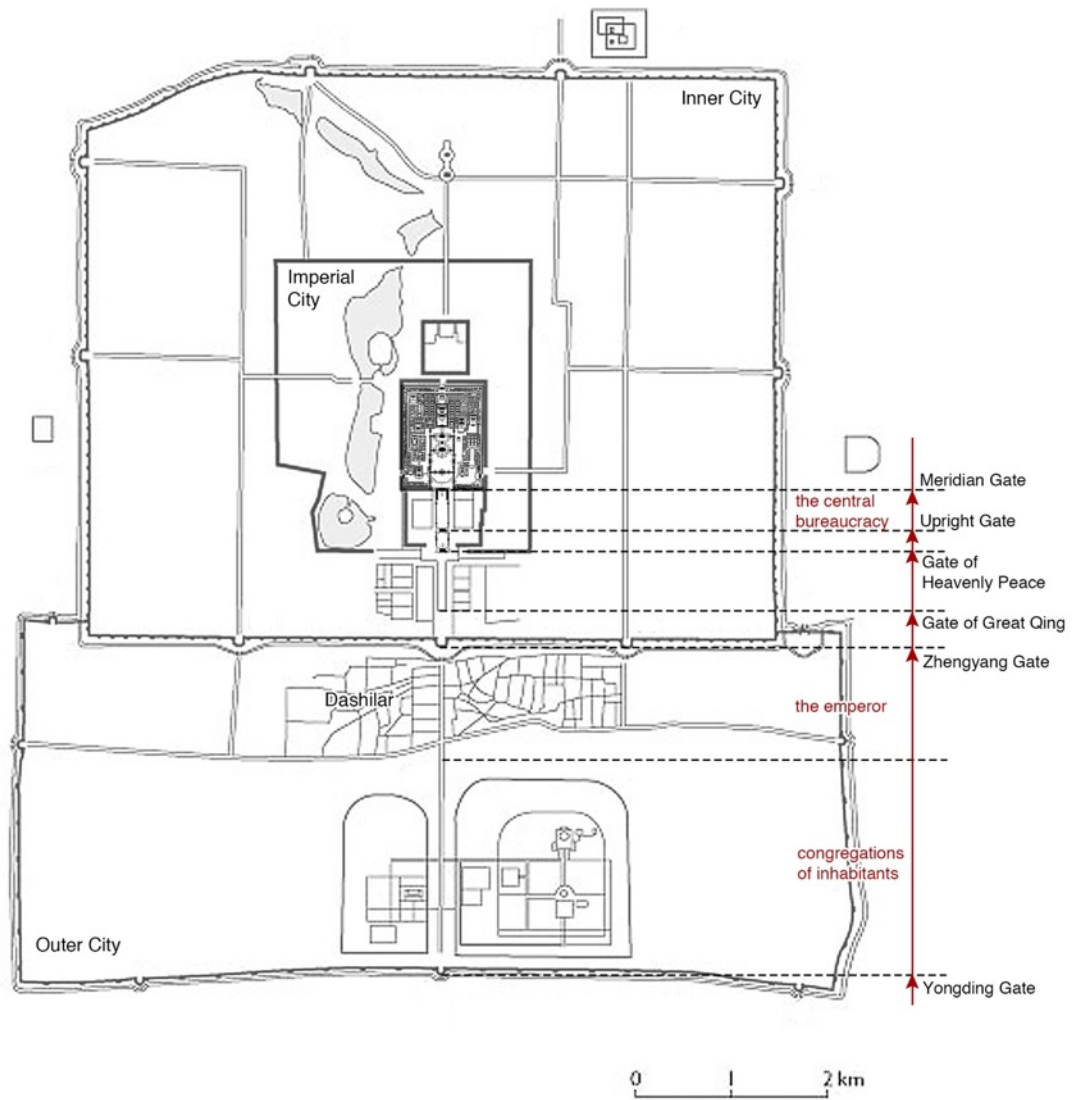 Inner City
Imperial
City
Meridian Gate
the central
bureaucracy
Upright Gate
Gate of
Heavenly Peace
Gate of Great Qing
Zhengyang Gate
Dashilar
the emperor
congregations
of inhabitants
Outer City
Yongding Gate
0 1 2 km